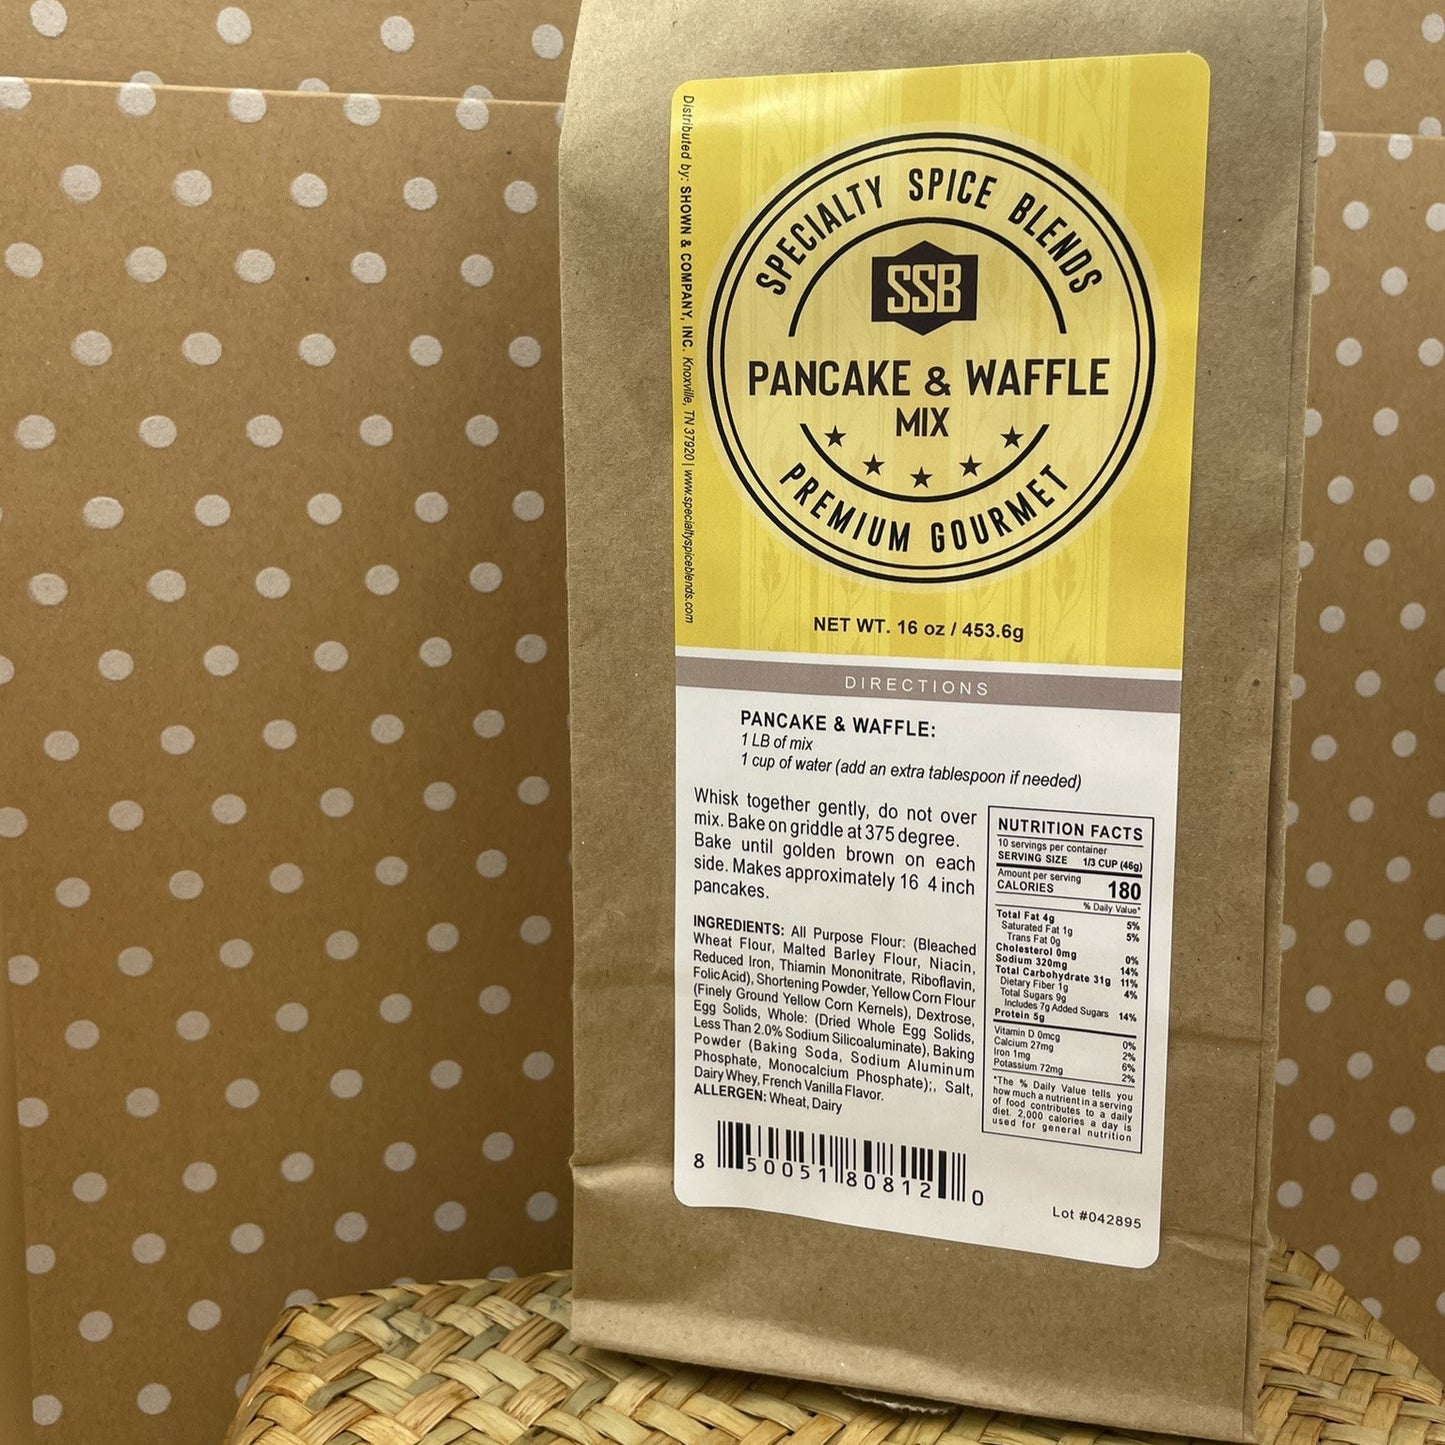 SPECIALTY SPICE BLENDS
SSB
PANCAKE & WAFFLE
MIX
PREMIUM GOURMET
NET WT. 16 oz / 453.6g
Distributed by: SHOWN & COMPANY, INC. Knoxville, TN 37920 | www.specialtyspiceblends.com
DIRECTIONS
PANCAKE & WAFFLE:
1 LB of mix
1 cup of water (add an extra tablespoon if needed)
Whisk together gently, do not over
mix. Bake on griddle at 375 degree.
Bake until golden brown on each
side. Makes approximately 16 4 inch
pancakes.
INGREDIENTS: All Purpose Flour: (Bleached
Wheat Flour, Malted Barley Flour, Niacin,
Reduced Iron, Thiamin Mononitrate, Riboflavin,
Folic Acid), Shortening Powder, Yellow Corn Flour
(Finely Ground Yellow Corn Kernels), Dextrose,
Egg Solids, Whole: (Dried Whole Egg Solids,
Less Than 2.0% Sodium Silicoaluminate), Baking
Powder (Baking Soda, Sodium Aluminum
Phosphate, Monocalcium Phosphate);, Salt,
Dairy Whey, French Vanilla Flavor.
ALLERGEN: Wheat, Dairy
8 50051 80812 0
NUTRITION FACTS
10 servings per container
SERVING SIZE 1/3 CUP (46g)
Amount per serving
CALORIES 180
% Daily Value*
Total Fat 4g 5%
Saturated Fat 1g 5%
Trans Fat 0g
Cholesterol 0mg 0%
Sodium 320mg 14%
Total Carbohydrate 31g 11%
Dietary Fiber 1g 4%
Total Sugars 9g
Includes 7g Added Sugars 14%
Protein 5g
Vitamin D 0mcg 0%
Calcium 27mg 2%
Iron 1mg 6%
Potassium 72mg 2%
*The % Daily Value tells you
how much a nutrient in a serving
of food contributes to a daily
diet. 2,000 calories a day is
used for general nutrition
Lot #042895